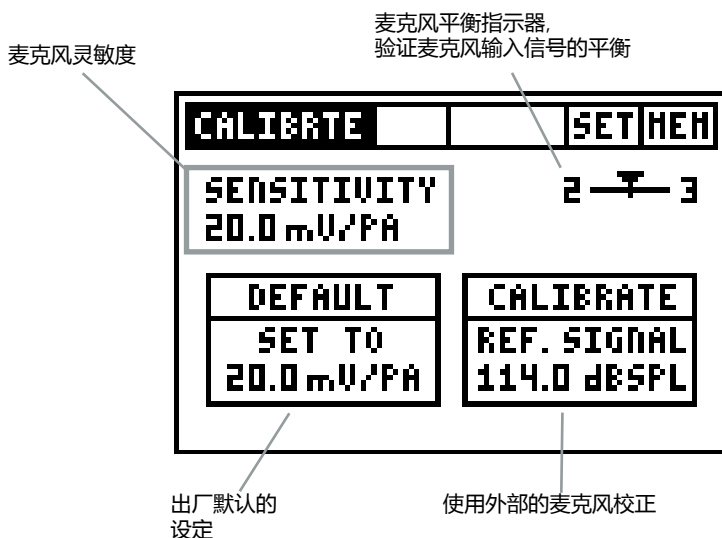 麦克风灵敏度
麦克风平衡指示器,
验证麦克风输入信号的平衡
CALIBRTE
SET
MEM
SENSITIVITY
20.0 mV/PA
2
3
DEFAULT
SET TO
20.0 mV/PA
CALIBRATE
REF. SIGNAL
114.0 dBSPL
出厂默认的
设定
使用外部的麦克风校正